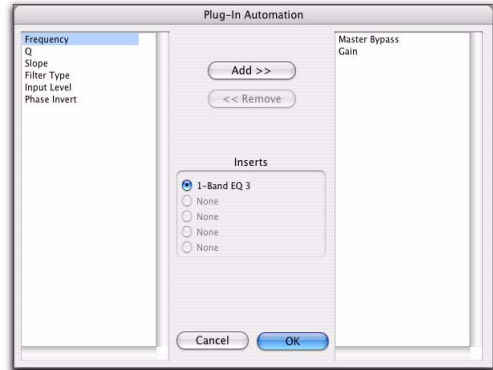 Plug-In Automation
Frequency
Q
Slope
Filter Type
Input Level
Phase Invert
Add >>
<< Remove
Inserts
1-Band EQ 3
None
None
None
None
Cancel
OK
Master Bypass
Gain